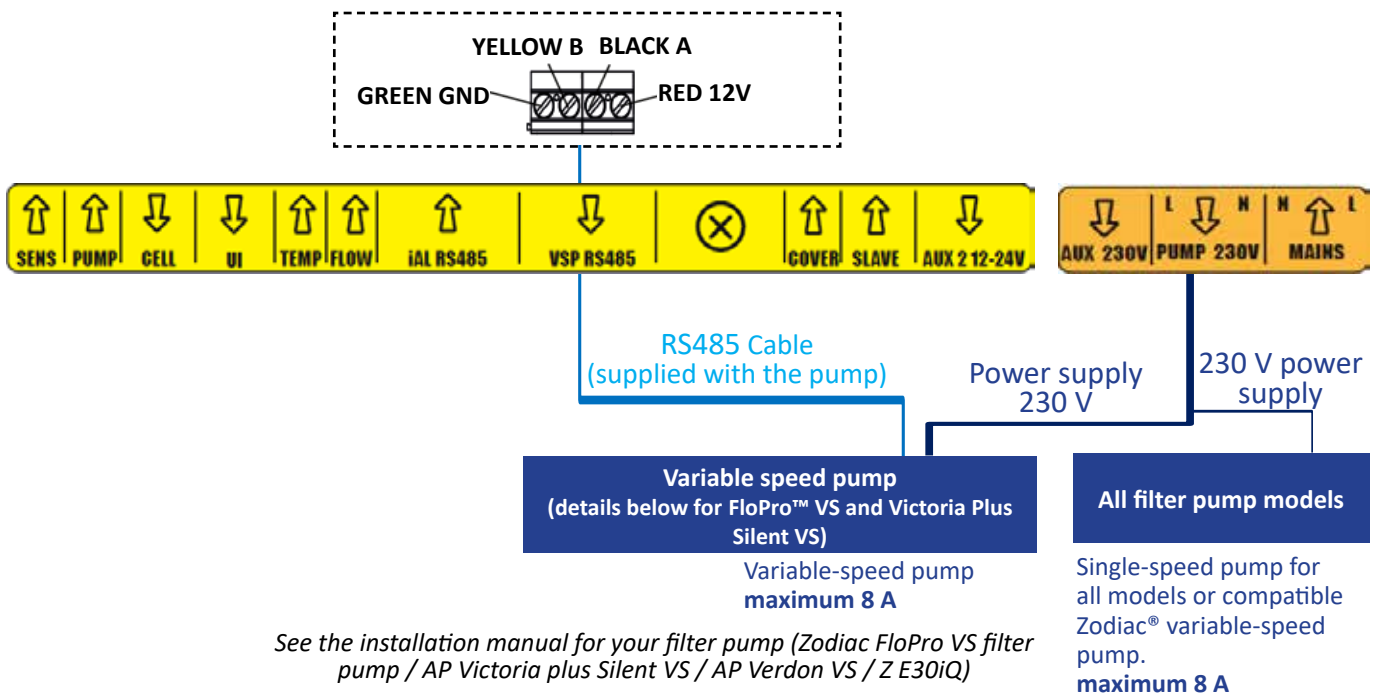 YELLOW B BLACK A
GREEN GND
RED 12V
SENS PUMP CELL UI TEMP FLOW iAL RS485 VSP RS485 COVER SLAVE AUX 2 12-24V
L N N L
AUX 230V PUMP 230V MAINS
RS485 Cable
(supplied with the pump)
Power supply
230 V
230 V power
supply
Variable speed pump
(details below for FloPro™ VS and Victoria Plus
Silent VS)
All filter pump models
Variable-speed pump
maximum 8 A
Single-speed pump for
all models or compatible
Zodiac® variable-speed
pump.
maximum 8 A
See the installation manual for your filter pump (Zodiac FloPro VS filter
pump / AP Victoria plus Silent VS / AP Verdon VS / Z E30iQ)